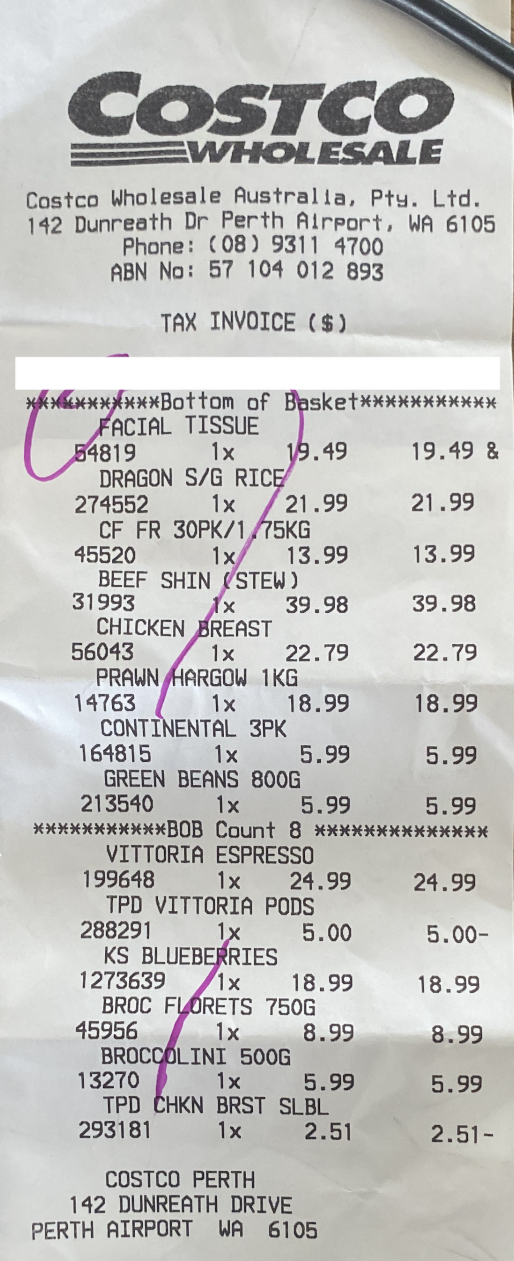 COSTCO
WHOLESALE
Costco Wholesale Australia, Pty. Ltd.
142 Dunreath Dr Perth Airport, WA 6105
Phone: (08) 9311 4700
ABN No: 57 104 012 893
TAX INVOICE ($)
***********Bottom of Basket***********
FACIAL TISSUE
54819 1x 19.49 19.49 &
DRAGON S/G RICE
274552 1x 21.99 21.99
CF FR 30PK/1.75KG
45520 1x 13.99 13.99
BEEF SHIN (STEW)
31993 1x 39.98 39.98
CHICKEN BREAST
56043 1x 22.79 22.79
PRAWN HARGOW 1KG
14763 1x 18.99 18.99
CONTINENTAL 3PK
164815 1x 5.99 5.99
GREEN BEANS 800G
213540 1x 5.99 5.99
***********BOB Count 8 **************
VITTORIA ESPRESSO
199648 1x 24.99 24.99
TPD VITTORIA PODS
288291 1x 5.00 5.00-
KS BLUEBERRIES
1273639 1x 18.99 18.99
BROC FLORETS 750G
45956 1x 8.99 8.99
BROCCOLINI 500G
13270 1x 5.99 5.99
TPD CHKN BRST SLBL
293181 1x 2.51 2.51-
COSTCO PERTH
142 DUNREATH DRIVE
PERTH AIRPORT WA 6105